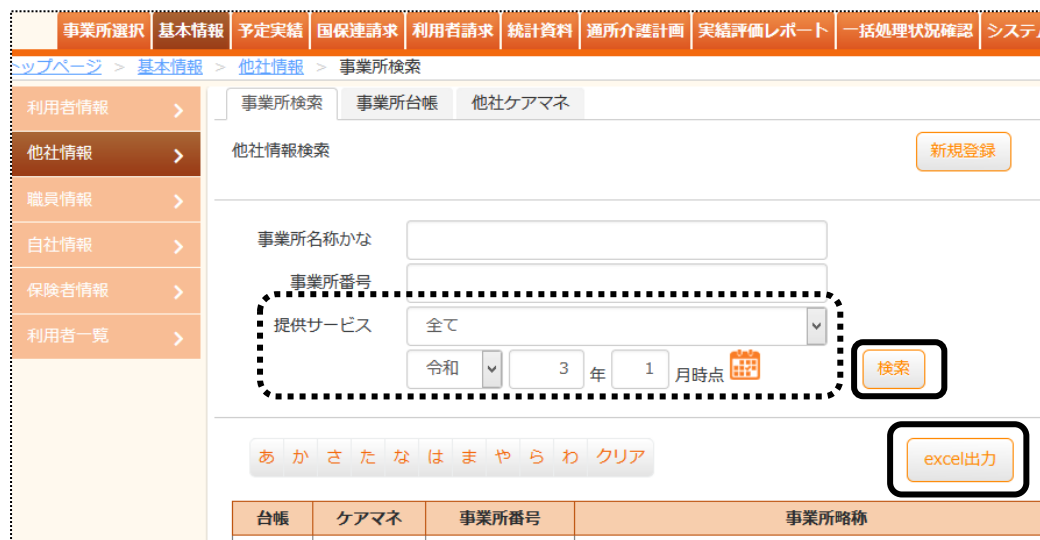 事業所選択 基本情報 予定実績 国保連請求 利用者請求 統計資料 通所介護計画 実績評価レポート 一括処理状況確認 システム
トップページ > 基本情報 > 他社情報 > 事業所検索
利用者情報
他社情報
職員情報
自社情報
保険者情報
利用者一覧
事業所検索 事業所台帳 他社ケアマネ
他社情報検索 新規登録
事業所名称かな
事業所番号
提供サービス 全て
令和 3 年 1 月時点 検索
あ か さ た な は ま や ら わ クリア excel出力
台帳 ケアマネ 事業所番号 事業所略称